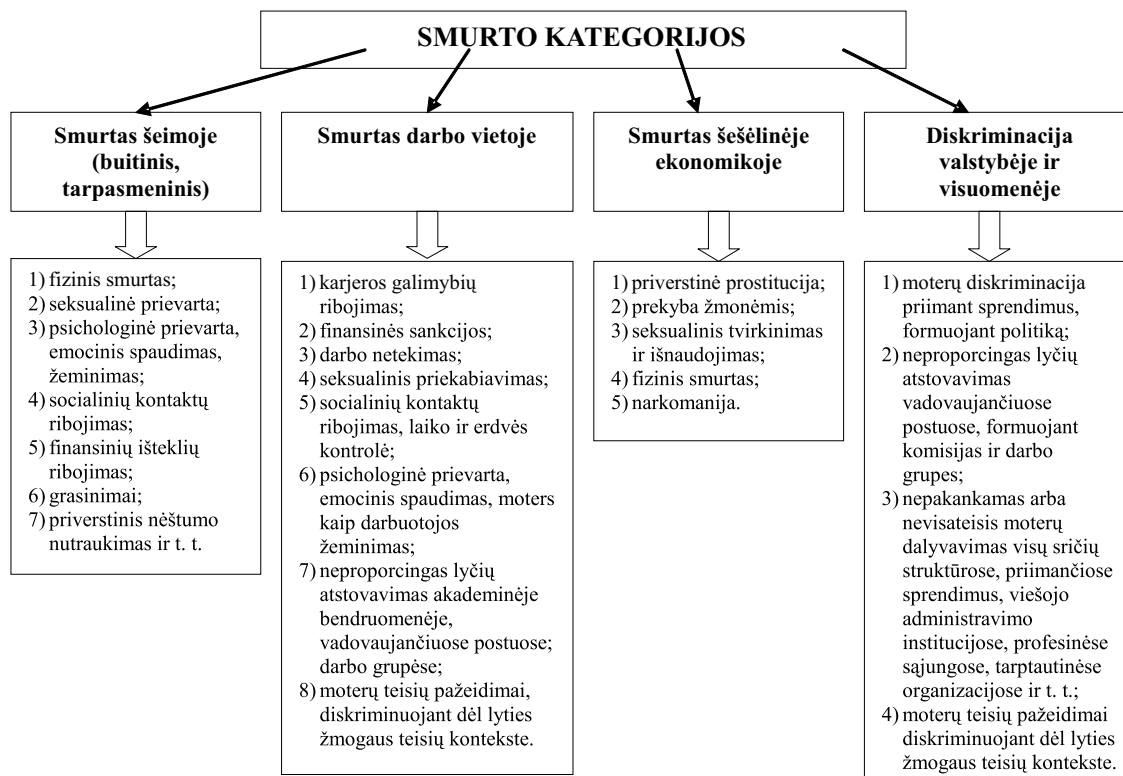 SMURTO KATEGORIJOS
Smurtas šeimoje
(buitinis,
tarpasmeninis)
Smurtas darbo vietoje
Smurtas šešėlinėje
ekonomikoje
Diskriminacija
valstybėje ir
visuomenėje
1) fizinis smurtas;
2) seksualinė prievarta;
3) psichologinė prievarta,
emocinis spaudimas,
žeminimas;
4) socialinių kontaktų
ribojimas;
5) finansinių išteklių
ribojimas;
6) grasinimai;
7) priverstinis nėštumo
nutraukimas ir t. t.
1) karjeros galimybių
ribojimas;
2) finansinės sankcijos;
3) darbo netekimas;
4) seksualinis priekabiavimas;
5) socialinių kontaktų
ribojimas, laiko ir erdvės
kontrolė;
6) psichologinė prievarta,
emocinis spaudimas, moters
kaip darbuotojos
žeminimas;
7) neproporcingas lyčių
atstovavimas akademinėje
bendruomenėje,
vadovaujančiuose postuose;
darbo grupėse;
8) moterų teisių pažeidimai,
diskriminuojant dėl lyties
žmogaus teisių kontekste.
1) priverstinė prostitucija;
2) prekyba žmonėmis;
3) seksualinis tvirkinimas
ir išnaudojimas;
4) fizinis smurtas;
5) narkomanija.
1) moterų diskriminacija
priimant sprendimus,
formuojant politiką;
2) neproporcingas lyčių
atstovavimas
vadovaujančiuose
postuose, formuojant
komisijas ir darbo
grupes;
3) nepakankamas arba
nevisateisis moterų
dalyvavimas visų sričių
struktūrose, priimančiose
sprendimus, viešojo
administravimo
institucijose, profesinėse
sąjungose, tarptautinėse
organizacijose ir t. t.;
4) moterų teisių pažeidimai
diskriminuojant dėl lyties
žmogaus teisių kontekste.